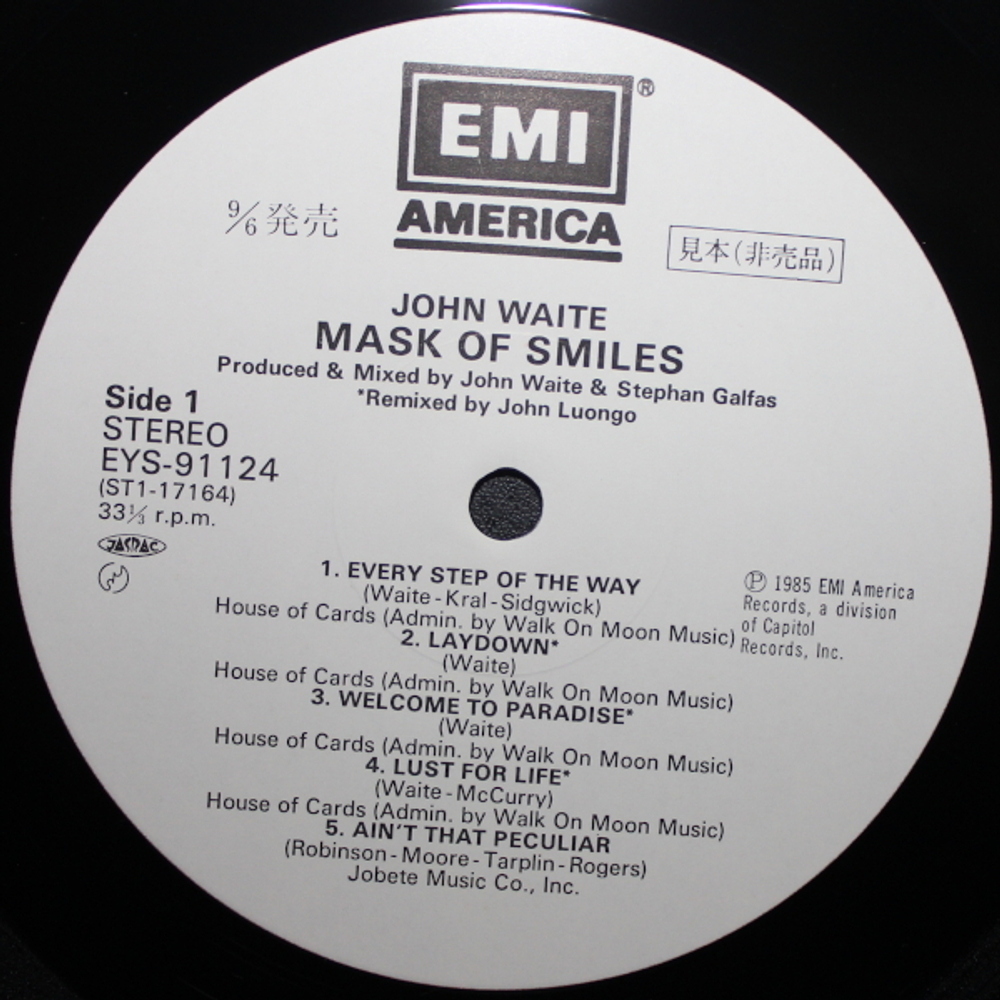 EMI
®
AMERICA
9/6 発売
見本(非売品)
JOHN WAITE
MASK OF SMILES
Produced & Mixed by John Waite & Stephan Galfas
*Remixed by John Luongo
Side 1
STEREO
EYS-91124
(ST1-17164)
33⅓ r.p.m.
JASRAC
1. EVERY STEP OF THE WAY
(Waite-Kral-Sidgwick)
House of Cards (Admin. by Walk On Moon Music)
2. LAYDOWN*
(Waite)
House of Cards (Admin. by Walk On Moon Music)
3. WELCOME TO PARADISE*
(Waite)
House of Cards (Admin. by Walk On Moon Music)
4. LUST FOR LIFE*
(Waite-McCurry)
House of Cards (Admin. by Walk On Moon Music)
5. AIN'T THAT PECULIAR
(Robinson-Moore-Tarplin-Rogers)
Jobete Music Co., Inc.
Ⓟ 1985 EMI America
Records, a division
of Capitol
Records, Inc.